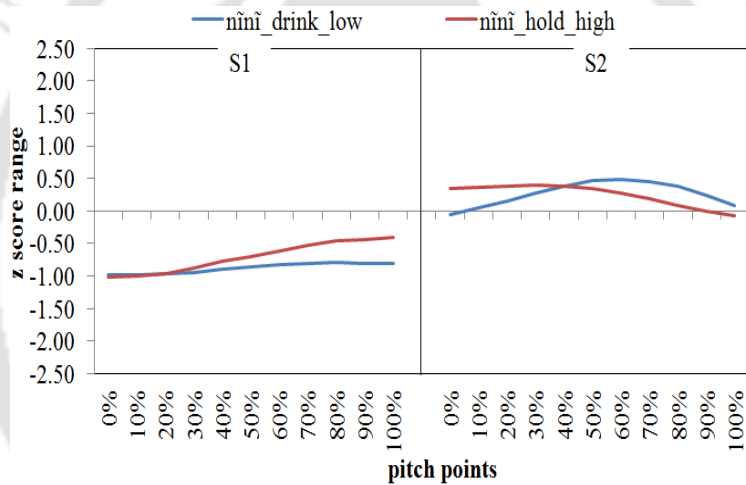 nĩnĩ_drink_low nĩnĩ_hold_high
S1 S2
z score range
2.50
2.00
1.50
1.00
0.50
0.00
-0.50
-1.00
-1.50
-2.00
-2.50
0% 10% 20% 30% 40% 50% 60% 70% 80% 90% 100% 0% 10% 20% 30% 40% 50% 60% 70% 80% 90% 100%
pitch points